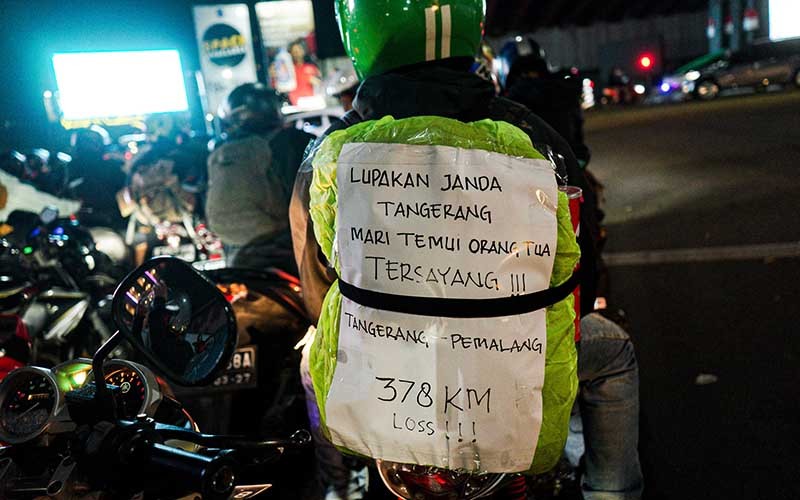 LUPAKAN JANDA
TANGERANG
MARI TEMUI ORANG TUA
TERSAYANG !!!
TANGERANG - PEMALANG
378 KM
LOSS !!!